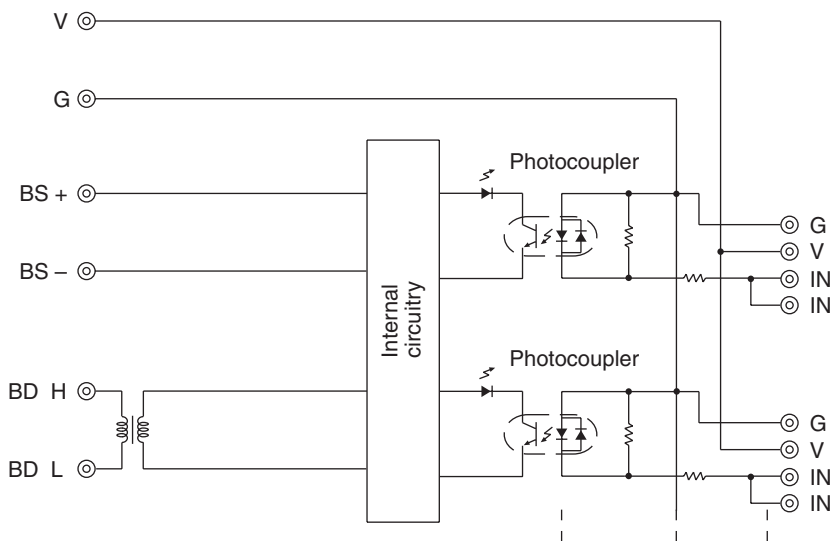 V
G
Photocoupler
BS +
BS –
G
V
IN
IN
Internal
circuitry
Photocoupler
BD H
BD L
G
V
IN
IN